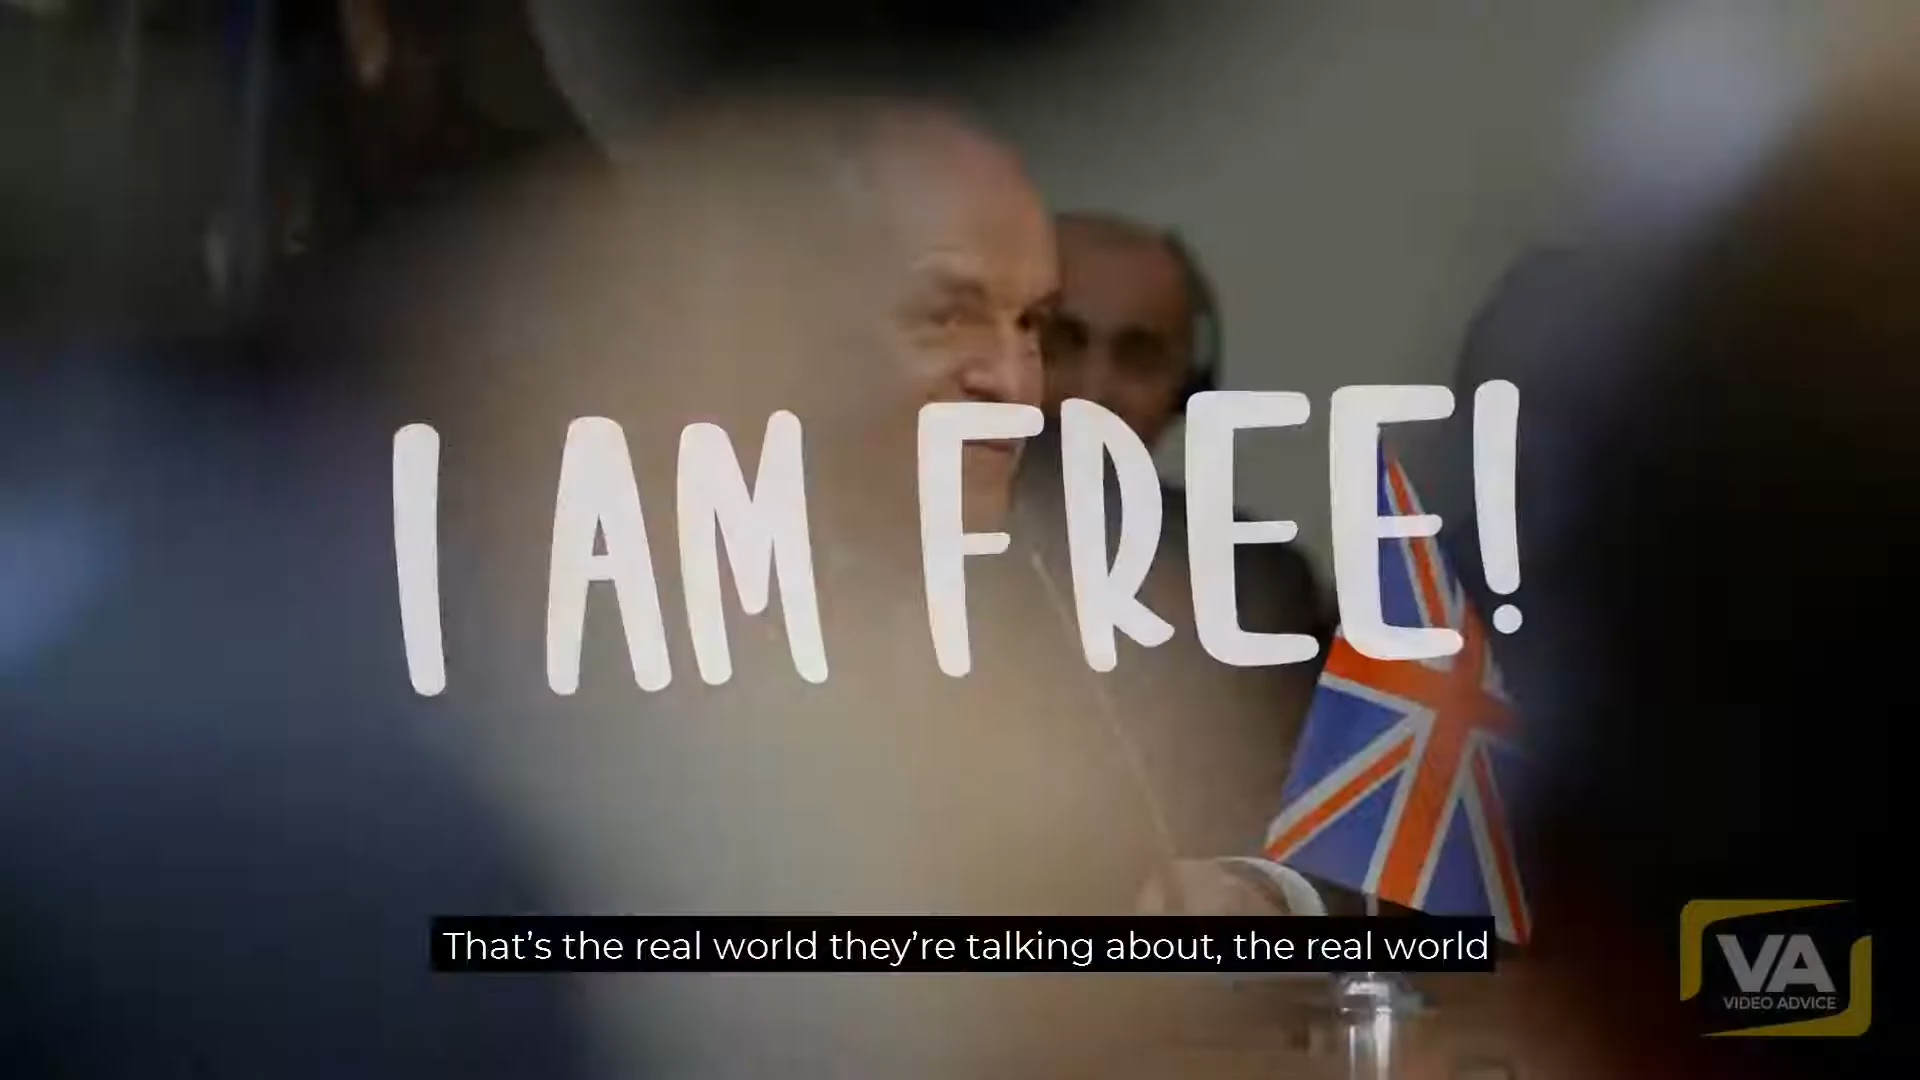 I AM FREE!
That’s the real world they’re talking about, the real world
VA
VIDEO ADVICE